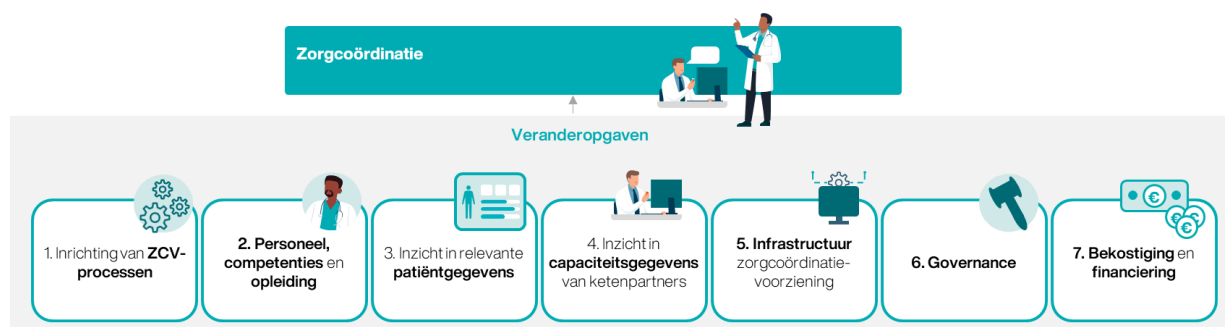 Zorgcoördinatie
Veranderopgaven
1. Inrichting van ZCV-
processen
2. Personeel,
competenties en
opleiding
3. Inzicht in relevante
patiëntgegevens
4. Inzicht in
capaciteitsgegevens
van ketenpartners
5. Infrastructuur
zorgcoördinatie-
voorziening
6. Governance
7. Bekostiging en
financiering